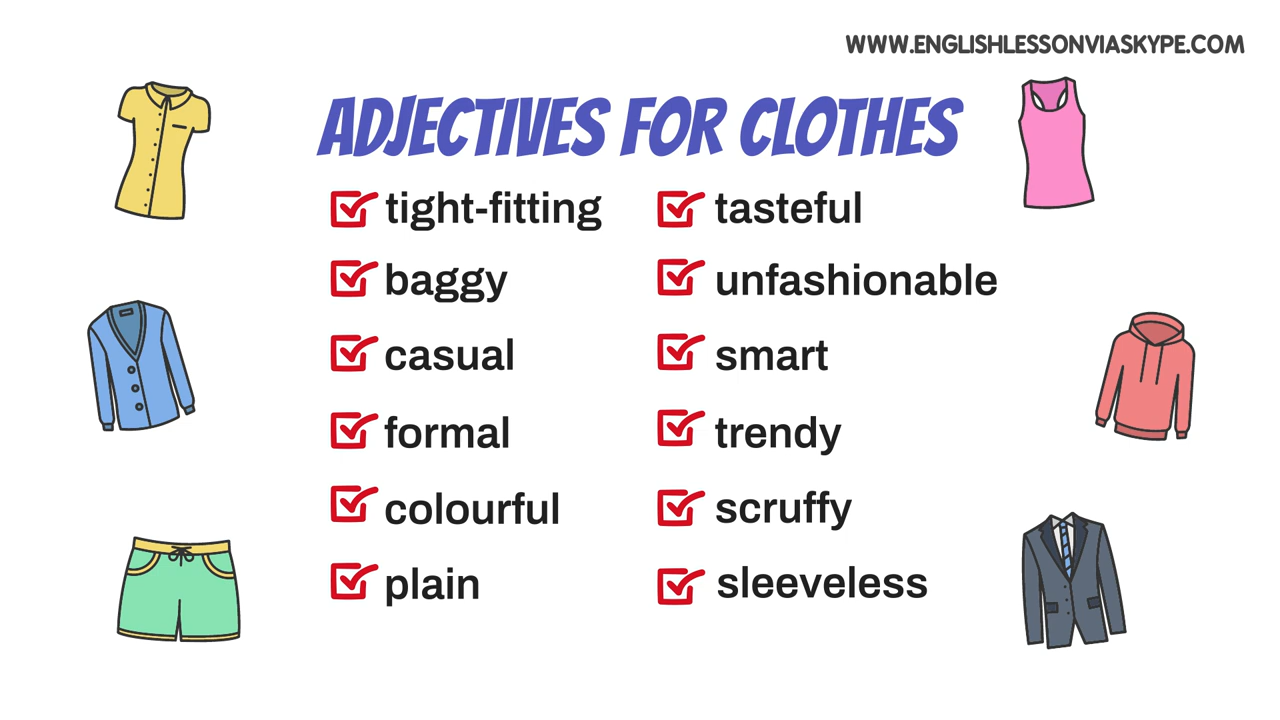 WWW.ENGLISHLESSONVIASKYPE.COM
ADJECTIVES FOR CLOTHES
tight-fitting
baggy
casual
formal
colourful
plain
tasteful
unfashionable
smart
trendy
scruffy
sleeveless